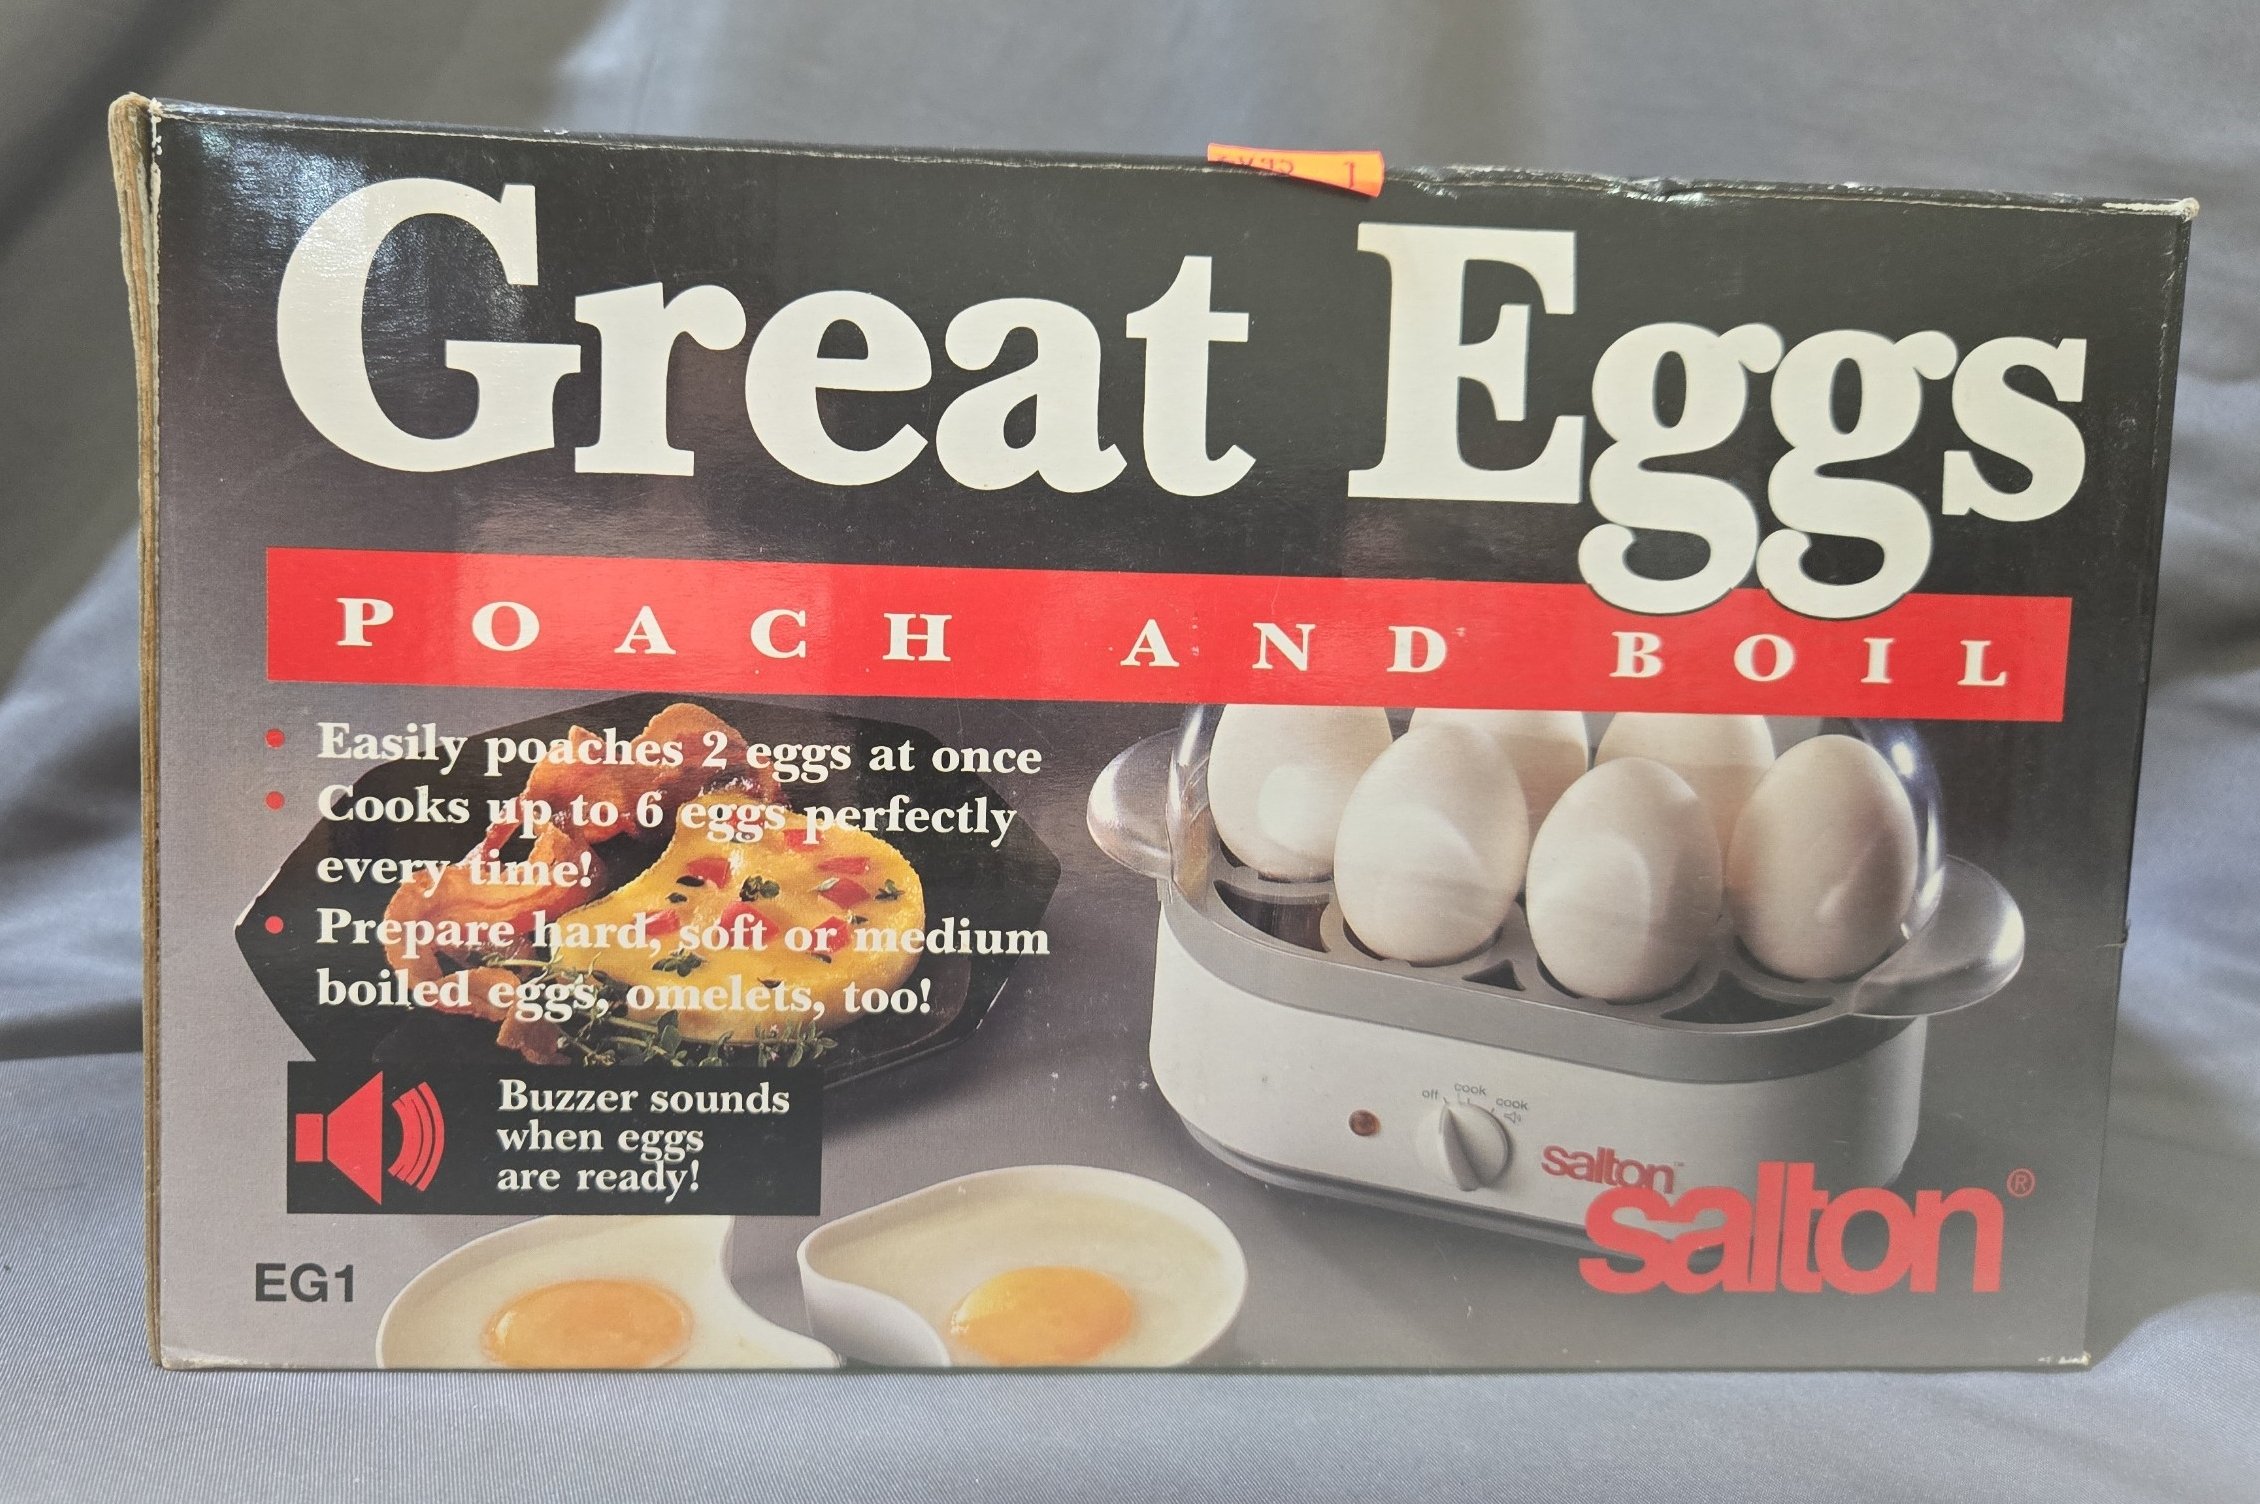 Great Eggs
POACH AND BOIL
• Easily poaches 2 eggs at once
• Cooks up to 6 eggs perfectly
every time!
• Prepare hard, soft or medium
boiled eggs, omelets, too!
Buzzer sounds
when eggs
are ready!
off cook cook
salton™
salton®
EG1